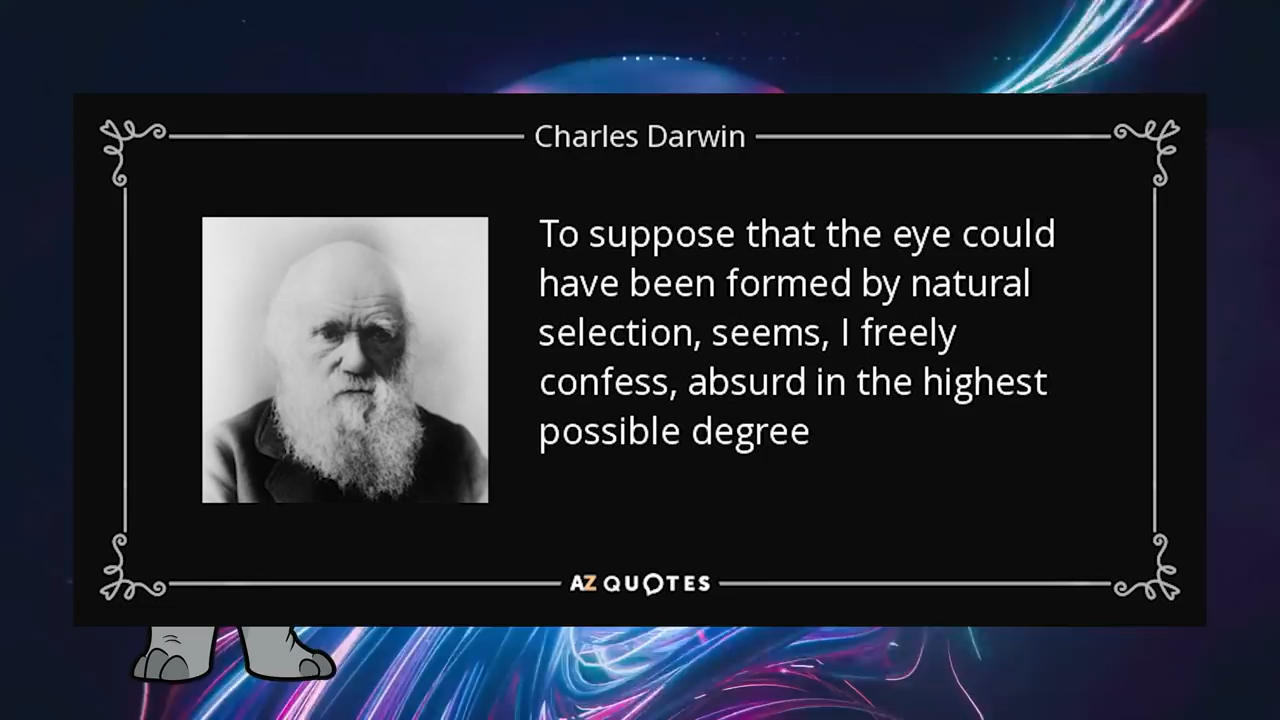 Charles Darwin
To suppose that the eye could
have been formed by natural
selection, seems, I freely
confess, absurd in the highest
possible degree
AZ QUOTES